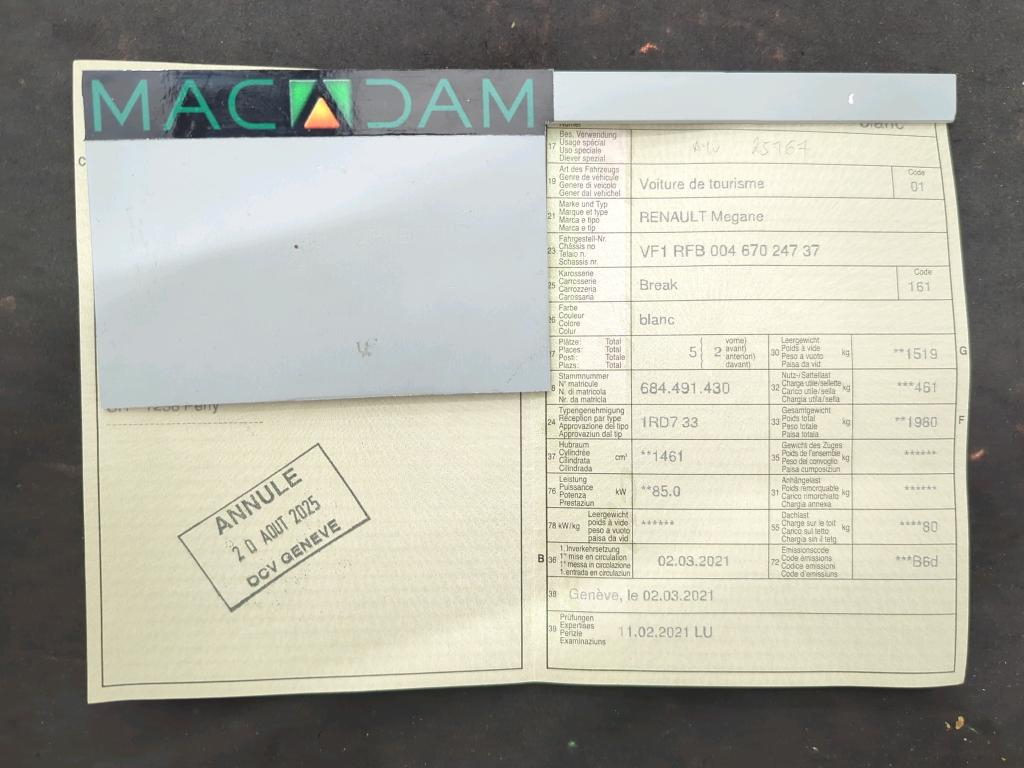 MACADAM
C
blanc
17 Bes. Verwendung
Usage spécial
Uso speciale
Diever spezial
25767
19 Art des Fahrzeugs
Genre de véhicule
Genere di veicolo
Gener dal vehichel
Voiture de tourisme
Code
01
21 Marke und Typ
Marque et type
Marca e tipo
Marca e tip
RENAULT Megane
23 Fahrgestell-Nr.
Châssis no
Telaio n.
Schassis nr.
VF1 RFB 004 670 247 37
25 Karosserie
Carrosserie
Carrozzeria
Carossaria
Break
Code
161
26 Farbe
Couleur
Colore
Colur
blanc
27 Plätze: Total
Places: Total
Posti: Totale
Plazs: Total
5 ( 2 vorne)
avant)
anteriori)
davant)
30 Leergewicht
Poids à vide
Peso a vuoto
Paisa da vid
kg
**1519
G
Stammnummer
N° matricule
N. di matricola
Nr. da matricla
684.491.430
32 Nutz-/Sattellast
Charge utile/sellette
Carico utile/sella
Chargia utila/sella
kg
***461
24 Typengenehmigung
Réception par type
Approvazione del tipo
Approvaziun dal tip
1RD7 33
33 Gesamtgewicht
Poids total
Peso totale
Paisa totala
kg
**1980
F
37 Hubraum
Cylindrée
Cilindrata
Cilindrada
cm³
**1461
35 Gewicht des Zuges
Poids de l'ensemble
Peso del convoglio
Paisa cumposiziun
kg
******
76 Leistung
Puissance
Potenza
Prestaziun
kW
**85.0
31 Anhängelast
Poids remorquable
Carico rimorchiato
Chargia annexa
kg
******
78 kW/kg
Leergewicht
poids à vide
peso a vuoto
paisa da vid
******
55 Dachlast
Charge sur le toit
Carico sul tetto
Chargia sin il tetg
kg
****80
B 36 1. Inverkehrsetzung
1re mise en circulation
1a messa in circolazione
1. entrada en circulaziun
02.03.2021
72 Emissionscode
Code émissions
Codice emissioni
Code d'emissiuns
***B6d
38 Genève, le 02.03.2021
39 Prüfungen
Expertises
Perizie
Examinaziuns
11.02.2021 LU
ANNULE
20 AOUT 2025
OCV GENEVE